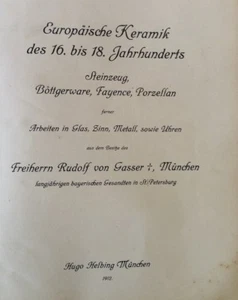 Europäische Keramik
des 16. bis 18. Jahrhunderts
Steinzeug,
Böttgerware, Fayence, Porzellan
ferner
Arbeiten in Glas, Zinn, Metall, sowie Uhren
aus dem Besitze des
Freiherrn Rudolf von Gasser †, München
langjährigen bayerischen Gesandten in St. Petersburg
Hugo Helbing München